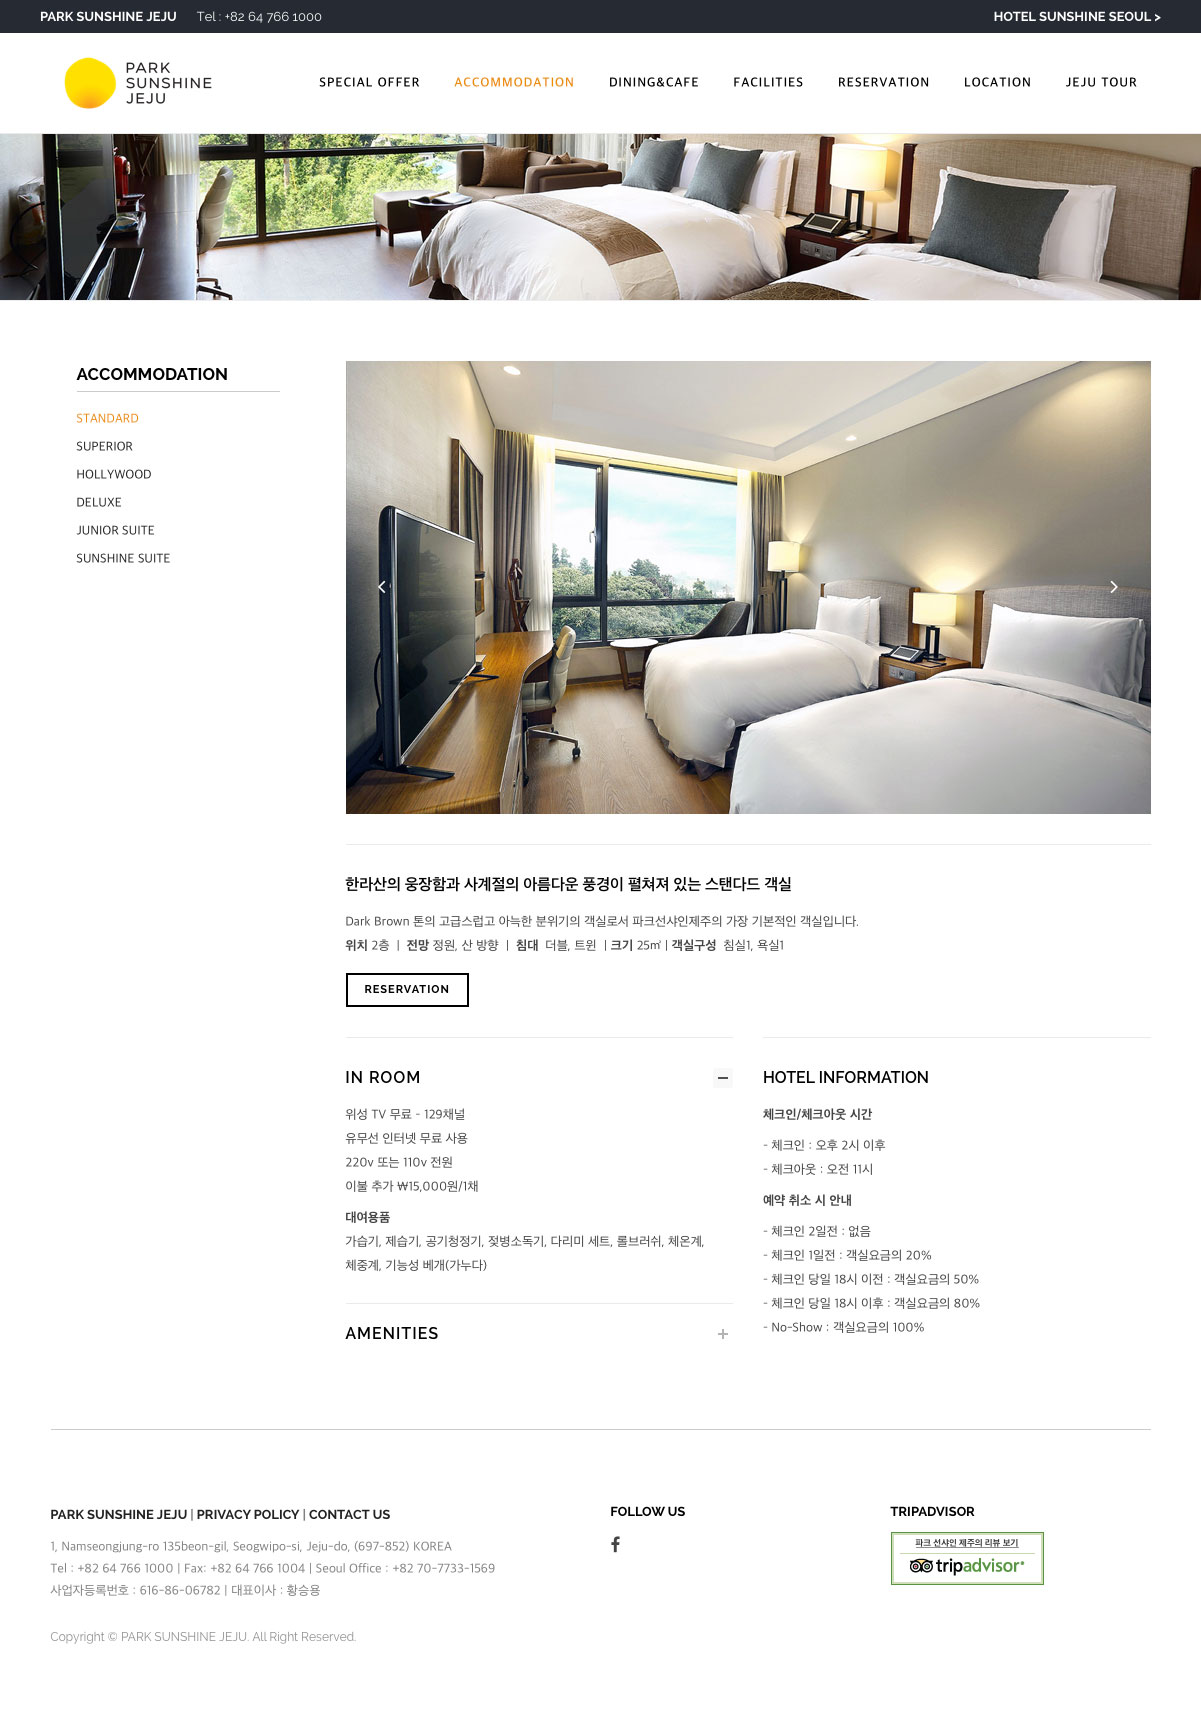 PARK SUNSHINE JEJU Tel : +82 64 766 1000 HOTEL SUNSHINE SEOUL >
PARK
SUNSHINE
JEJU
SPECIAL OFFER ACCOMMODATION DINING&CAFE FACILITIES RESERVATION LOCATION JEJU TOUR
ACCOMMODATION
STANDARD
SUPERIOR
HOLLYWOOD
DELUXE
JUNIOR SUITE
SUNSHINE SUITE
한라산의 웅장함과 사계절의 아름다운 풍경이 펼쳐져 있는 스탠다드 객실
Dark Brown 톤의 고급스럽고 아늑한 분위기의 객실로서 파크선샤인제주의 가장 기본적인 객실입니다.
위치 2층 | 전망 정원, 산 방향 | 침대 더블, 트윈 | 크기 25㎡ | 객실구성 침실1, 욕실1
RESERVATION
IN ROOM
위성 TV 무료 - 129채널
유무선 인터넷 무료 사용
220v 또는 110v 전원
이불 추가 ₩15,000원/1채
대여용품
가습기, 제습기, 공기청정기, 젖병소독기, 다리미 세트, 롤브러쉬, 체온계,
체중계, 기능성 베개(가누다)
AMENITIES
HOTEL INFORMATION
체크인/체크아웃 시간
- 체크인 : 오후 2시 이후
- 체크아웃 : 오전 11시
예약 취소 시 안내
- 체크인 2일전 : 없음
- 체크인 1일전 : 객실요금의 20%
- 체크인 당일 18시 이전 : 객실요금의 50%
- 체크인 당일 18시 이후 : 객실요금의 80%
- No-Show : 객실요금의 100%
PARK SUNSHINE JEJU | PRIVACY POLICY | CONTACT US
1, Namseongjung-ro 135beon-gil, Seogwipo-si, Jeju-do, (697-852) KOREA
Tel : +82 64 766 1000 | Fax: +82 64 766 1004 | Seoul Office : +82 70-7733-1569
사업자등록번호 : 616-86-06782 | 대표이사 : 황승용
Copyright © PARK SUNSHINE JEJU. All Right Reserved.
FOLLOW US
TRIPADVISOR
파크 선샤인 제주의 리뷰 보기
tripadvisor